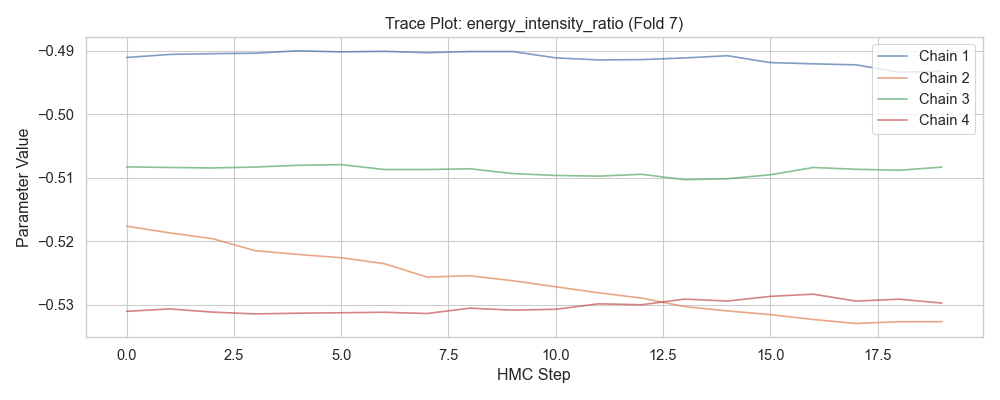 Trace Plot: energy_intensity_ratio (Fold 7)
Parameter Value
−0.49
−0.50
−0.51
−0.52
−0.53
Chain 1
Chain 2
Chain 3
Chain 4
0.0 2.5 5.0 7.5 10.0 12.5 15.0 17.5
HMC Step